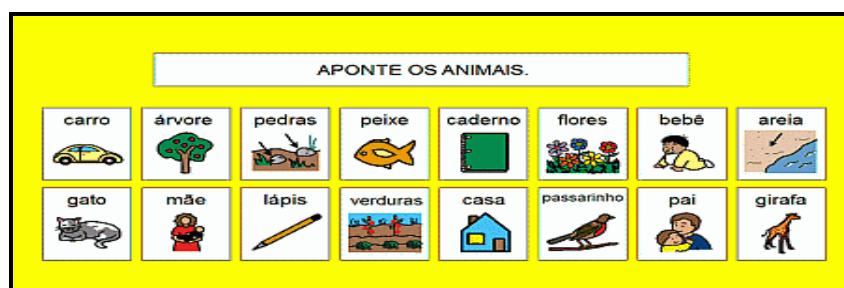 APONTE OS ANIMAIS.
carro árvore pedras peixe caderno flores bebê areia
gato mãe lápis verduras casa passarinho pai girafa